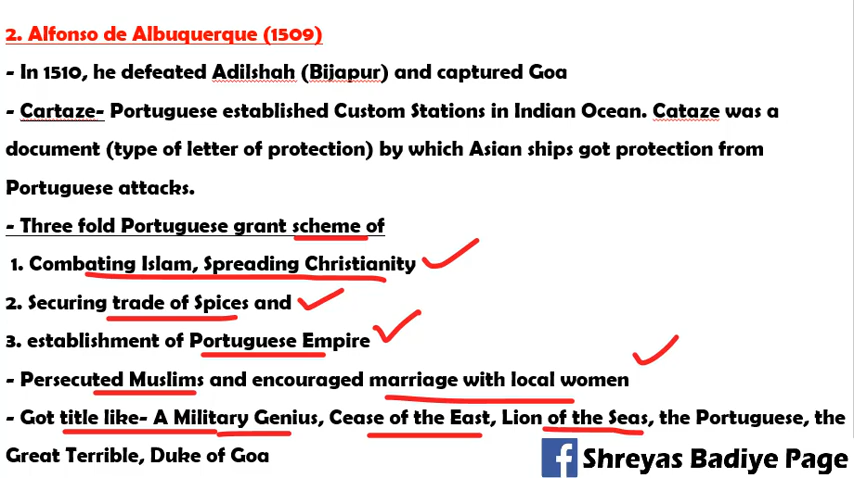 2. Alfonso de Albuquerque (1509)
- In 1510, he defeated Adilshah (Bijapur) and captured Goa
- Cartaze- Portuguese established Custom Stations in Indian Ocean. Cataze was a
document (type of letter of protection) by which Asian ships got protection from
Portuguese attacks.
- Three fold Portuguese grant scheme of
1. Combating Islam, Spreading Christianity
2. Securing trade of Spices and
3. establishment of Portuguese Empire
- Persecuted Muslims and encouraged marriage with local women
- Got title like- A Military Genius, Cease of the East, Lion of the Seas, the Portuguese, the
Great Terrible, Duke of Goa
f Shreyas Badiye Page